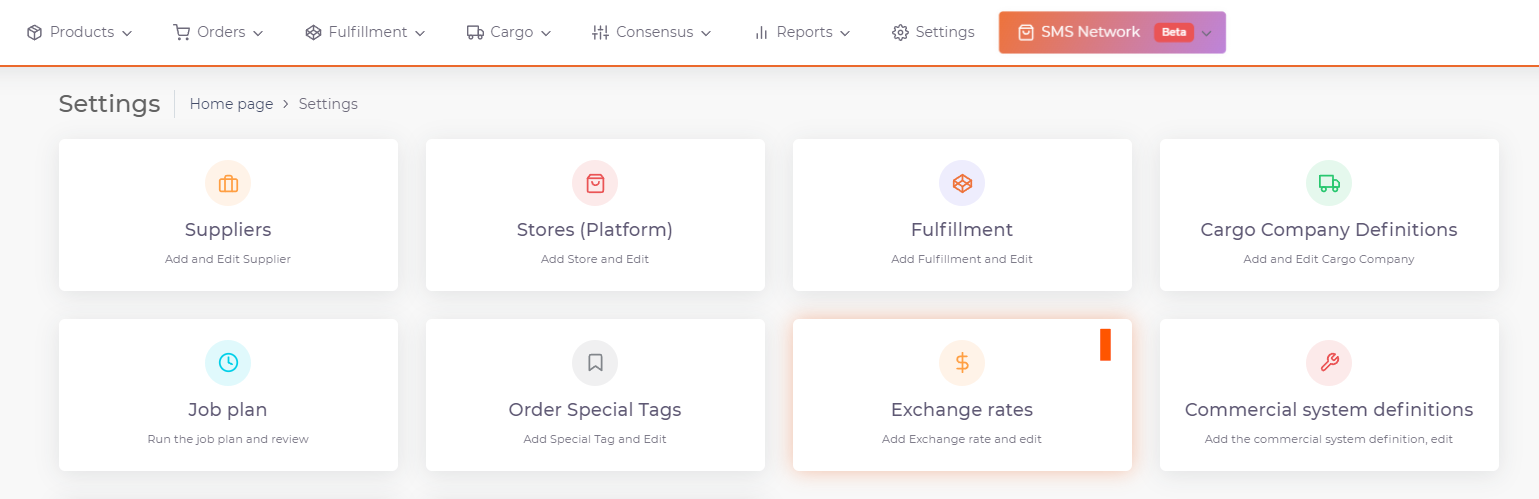 Products Orders Fulfillment Cargo Consensus Reports Settings SMS Network Beta
Settings Home page > Settings
Suppliers
Add and Edit Supplier
Stores (Platform)
Add Store and Edit
Fulfillment
Add Fulfillment and Edit
Cargo Company Definitions
Add and Edit Cargo Company
Job plan
Run the job plan and review
Order Special Tags
Add Special Tag and Edit
Exchange rates
Add Exchange rate and edit
Commercial system definitions
Add the commercial system definition, edit